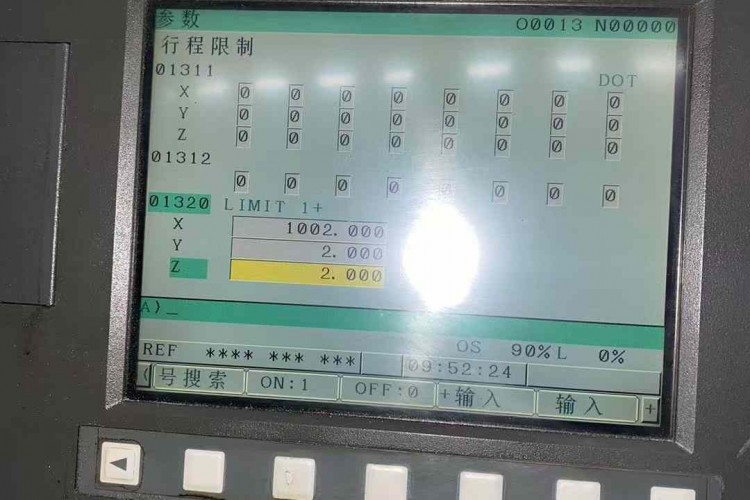 参数 O0013 N00000
行程限制
01311
DOT
X 0 0 0 0 0 0 0 0
Y 0 0 0 0 0 0 0 0
Z 0 0 0 0 0 0 0 0
01312
0 0 0 0 0 0 0
01320 LIMIT 1+
X 1002.000
Y 2.000
Z 2.000
A)_
OS 90% L 0%
REF **** *** ***
09:52:24
(号搜索 ON:1 OFF:0 +输入 输入 +